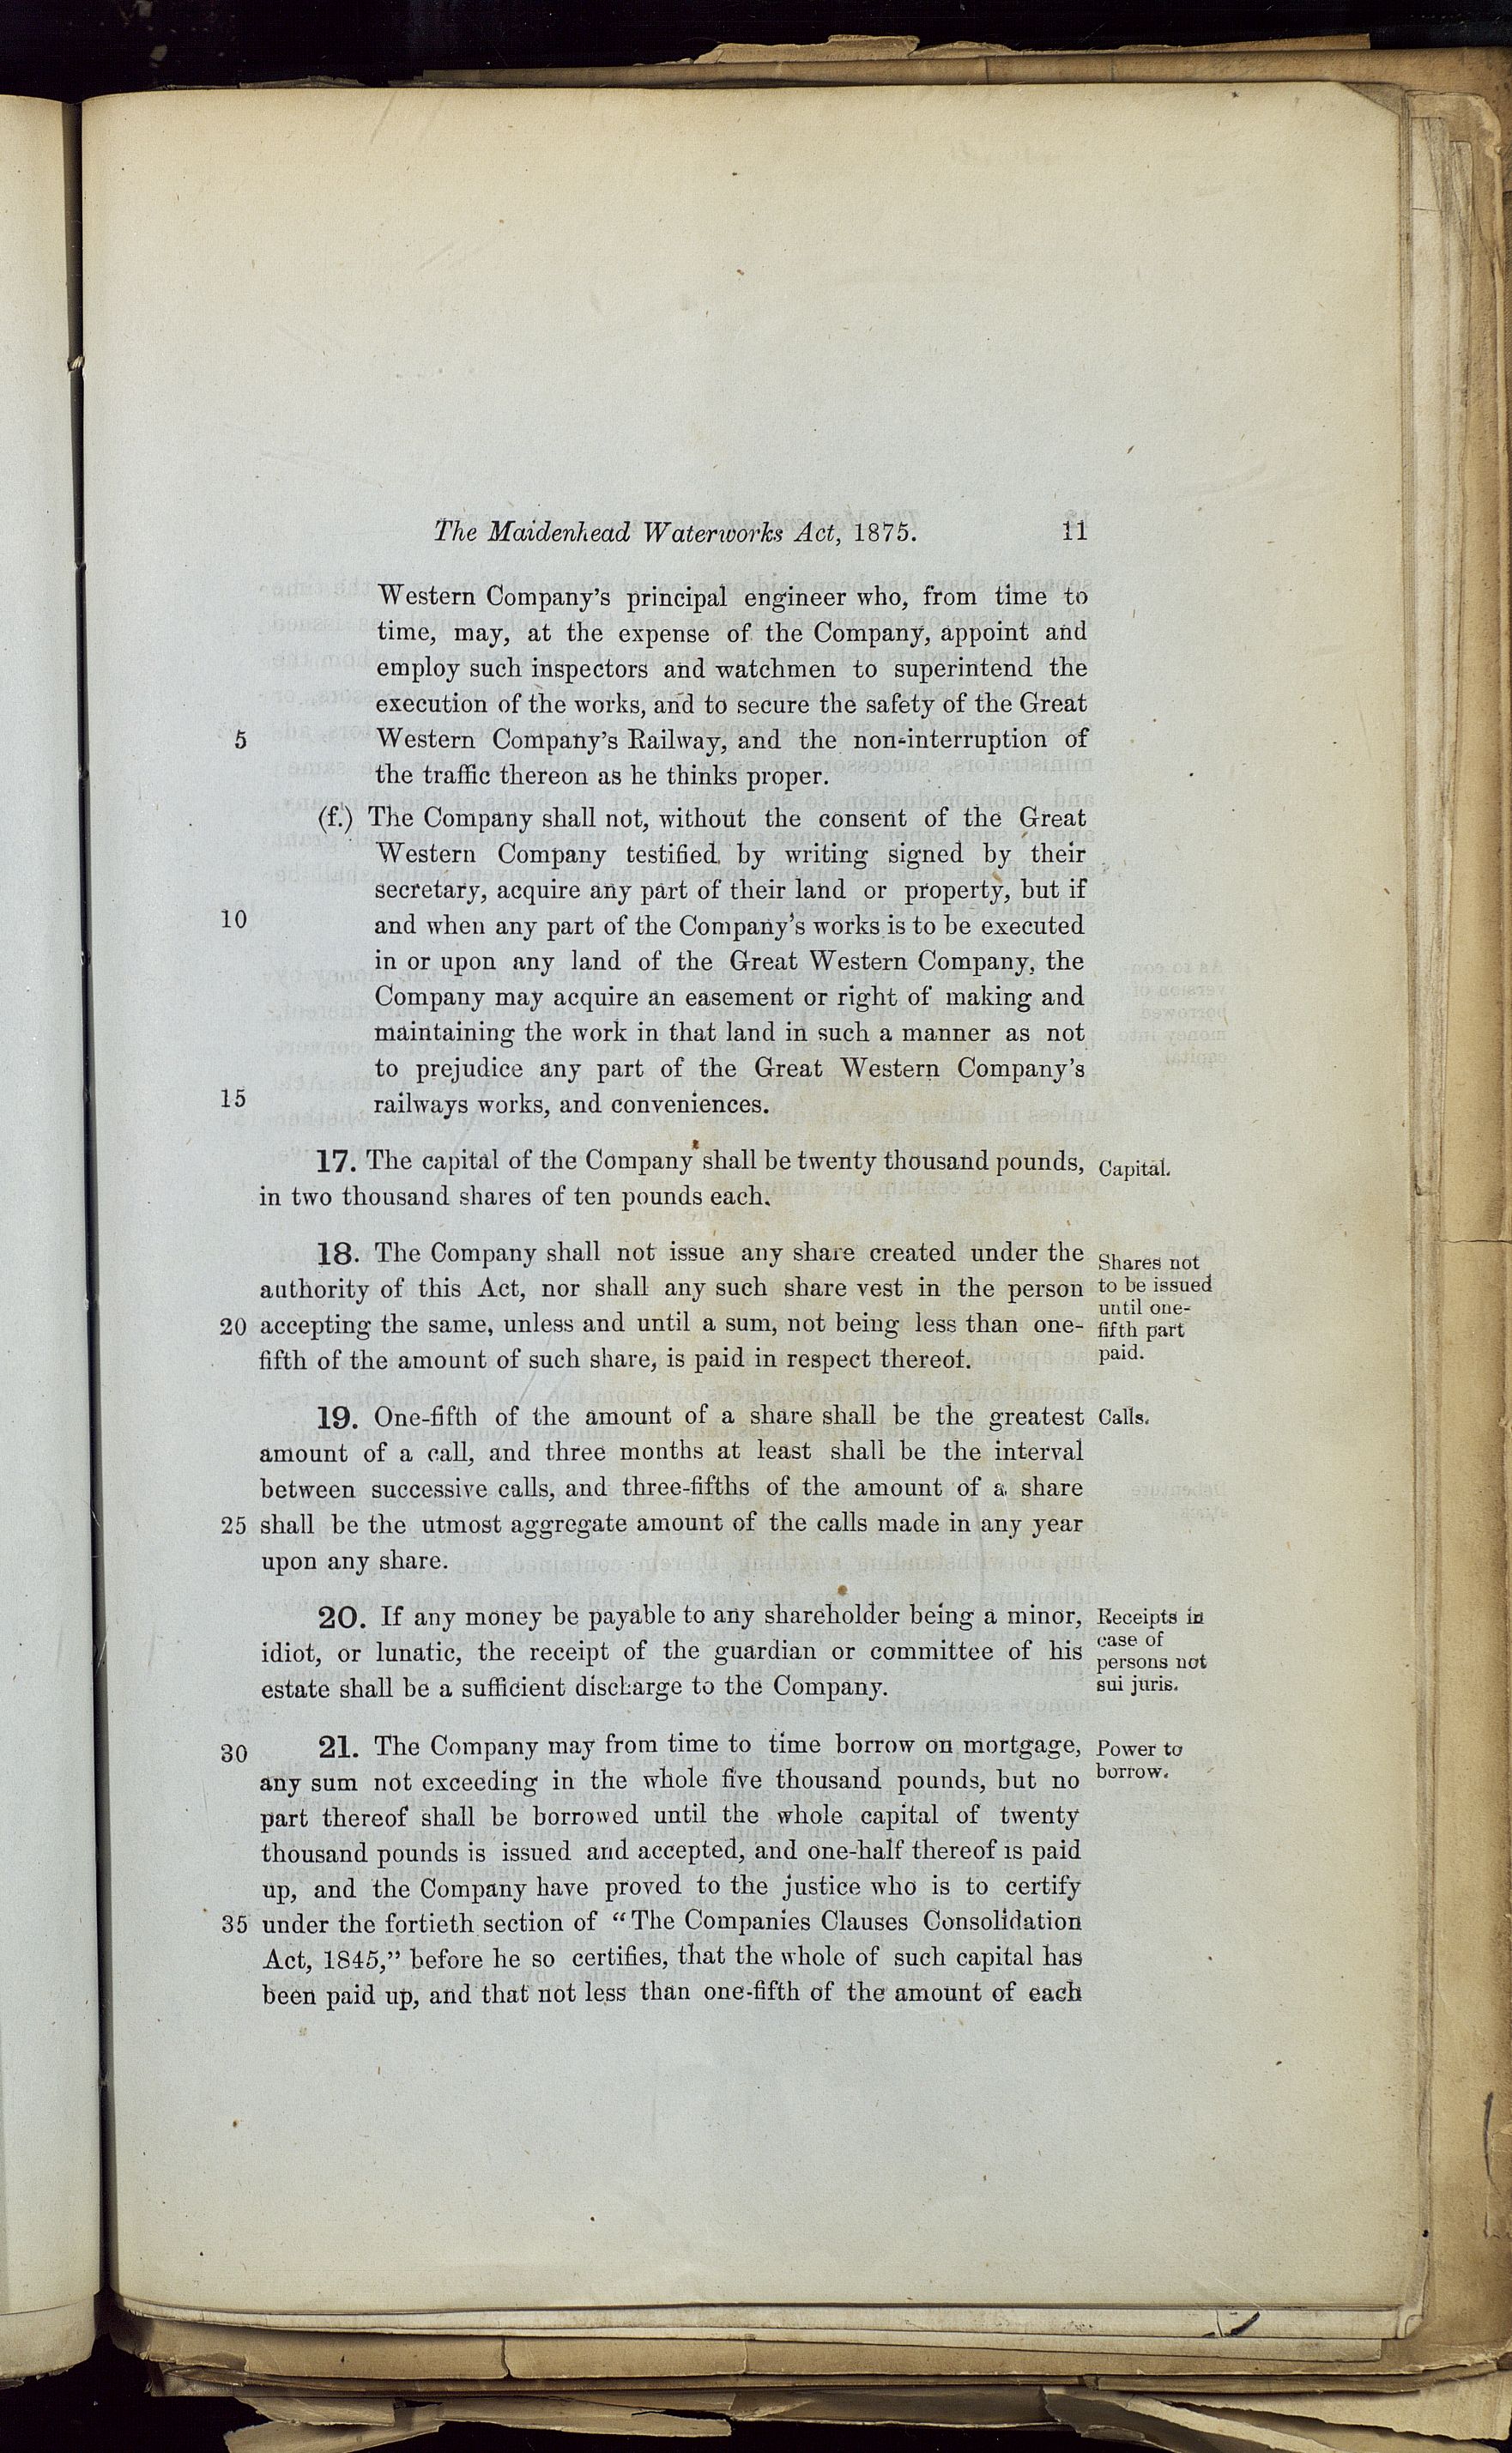 The Maidenhead Waterworks Act, 1875. 11
Western Company's principal engineer who, from time to
time, may, at the expense of the Company, appoint and
employ such inspectors and watchmen to superintend the
execution of the works, and to secure the safety of the Great
5 Western Company's Railway, and the non-interruption of
the traffic thereon as he thinks proper.
(f.) The Company shall not, without the consent of the Great
Western Company testified by writing signed by their
secretary, acquire any part of their land or property, but if
10 and when any part of the Company's works is to be executed
in or upon any land of the Great Western Company, the
Company may acquire an easement or right of making and
maintaining the work in that land in such a manner as not
to prejudice any part of the Great Western Company's
15 railways works, and conveniences.
17. The capital of the Company shall be twenty thousand pounds,
in two thousand shares of ten pounds each.
Capital.
18. The Company shall not issue any share created under the
authority of this Act, nor shall any such share vest in the person
20 accepting the same, unless and until a sum, not being less than one-
fifth of the amount of such share, is paid in respect thereof.
Shares not
to be issued
until one-
fifth part
paid.
19. One-fifth of the amount of a share shall be the greatest
amount of a call, and three months at least shall be the interval
between successive calls, and three-fifths of the amount of a share
25 shall be the utmost aggregate amount of the calls made in any year
upon any share.
Calls.
20. If any money be payable to any shareholder being a minor,
idiot, or lunatic, the receipt of the guardian or committee of his
estate shall be a sufficient discharge to the Company.
Receipts in
case of
persons not
sui juris.
30 21. The Company may from time to time borrow on mortgage,
any sum not exceeding in the whole five thousand pounds, but no
part thereof shall be borrowed until the whole capital of twenty
thousand pounds is issued and accepted, and one-half thereof is paid
up, and the Company have proved to the justice who is to certify
35 under the fortieth section of "The Companies Clauses Consolidation
Act, 1845," before he so certifies, that the whole of such capital has
been paid up, and that not less than one-fifth of the amount of each
Power to
borrow.